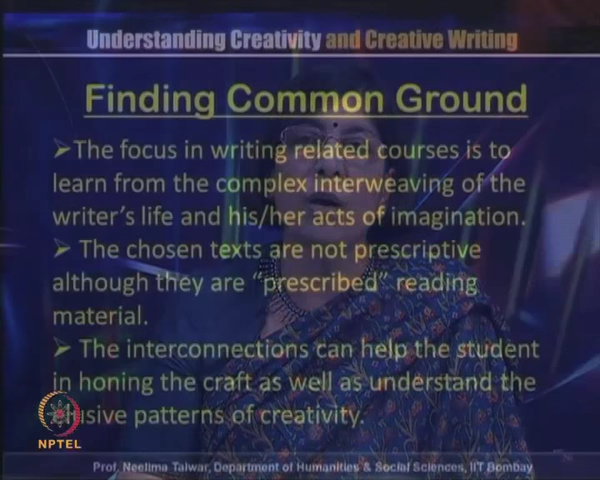 Understanding Creativity and Creative Writing
Finding Common Ground
➢The focus in writing related courses is to
learn from the complex interweaving of the
writer's life and his/her acts of imagination.
➢ The chosen texts are not prescriptive
although they are "prescribed" reading
material.
➢ The interconnections can help the student
in honing the craft as well as understand the
elusive patterns of creativity.
NPTEL
Prof. Neelima Talwar, Department of Humanities & Social Sciences, IIT Bombay